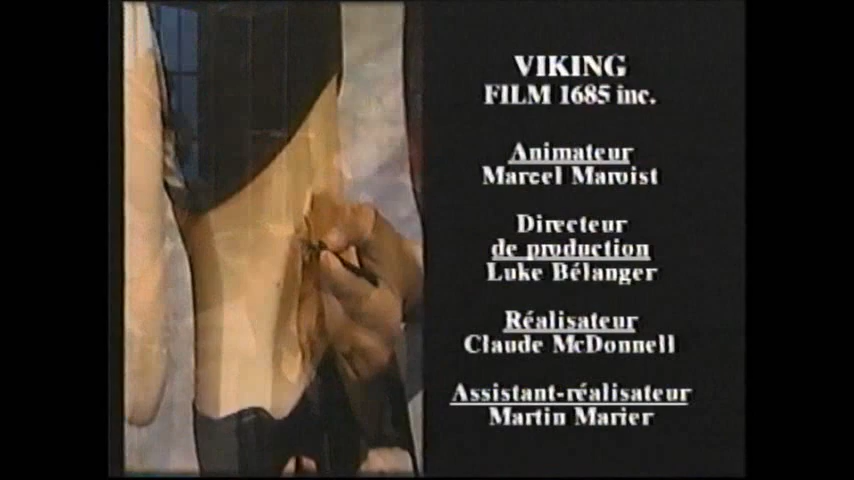 VIKING
FILM 1685 inc.
Animateur
Marcel Maroist
Directeur
de production
Luke Bélanger
Réalisateur
Claude McDonnell
Assistant-réalisateur
Martin Marier